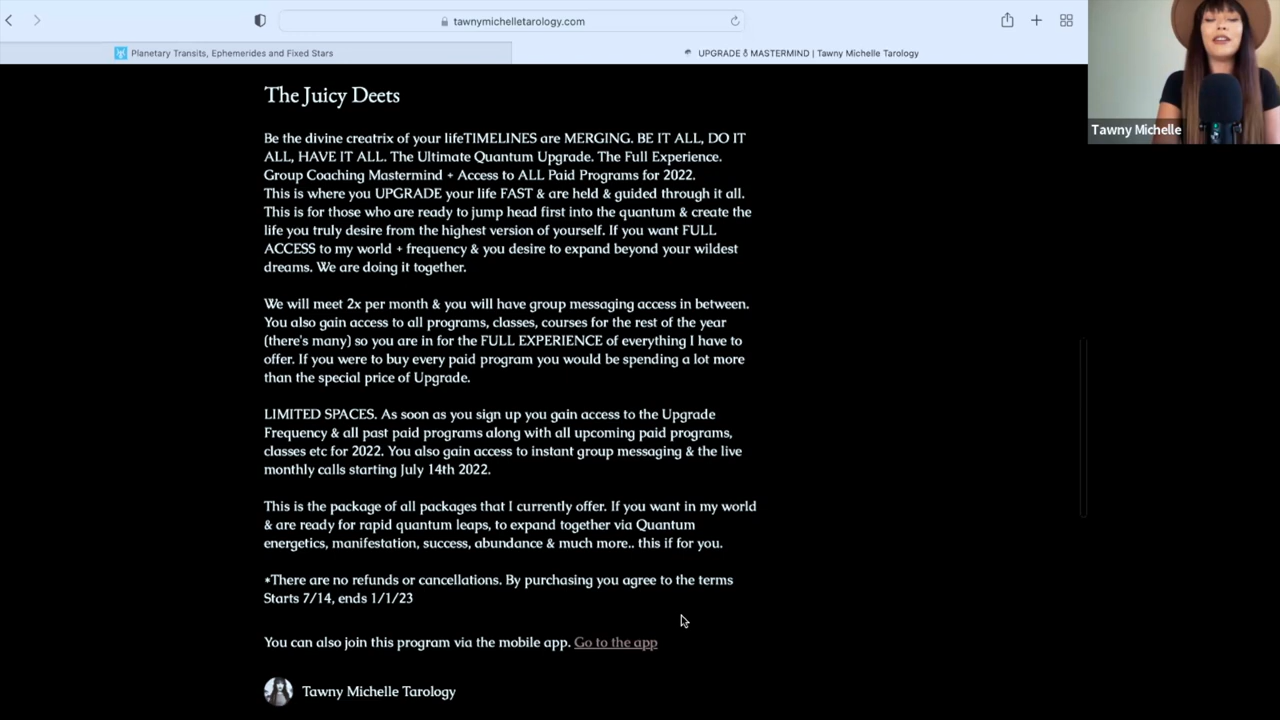 tawnymichelletarology.com
Planetary Transits, Ephemerides and Fixed Stars
UPGRADE MASTERMIND | Tawny Michelle Tarology
Tawny Michelle
The Juicy Deets
Be the divine creatrix of your lifeTIMELINES are MERGING. BE IT ALL, DO IT
ALL, HAVE IT ALL. The Ultimate Quantum Upgrade. The Full Experience.
Group Coaching Mastermind + Access to ALL Paid Programs for 2022.
This is where you UPGRADE your life FAST & are held & guided through it all.
This is for those who are ready to jump head first into the quantum & create the
life you truly desire from the highest version of yourself. If you want FULL
ACCESS to my world + frequency & you desire to expand beyond your wildest
dreams. We are doing it together.
We will meet 2x per month & you will have group messaging access in between.
You also gain access to all programs, classes, courses for the rest of the year
(there's many) so you are in for the FULL EXPERIENCE of everything I have to
offer. If you were to buy every paid program you would be spending a lot more
than the special price of Upgrade.
LIMITED SPACES. As soon as you sign up you gain access to the Upgrade
Frequency & all past paid programs along with all upcoming paid programs,
classes etc for 2022. You also gain access to instant group messaging & the live
monthly calls starting July 14th 2022.
This is the package of all packages that I currently offer. If you want in my world
& are ready for rapid quantum leaps, to expand together via Quantum
energetics, manifestation, success, abundance & much more.. this if for you.
*There are no refunds or cancellations. By purchasing you agree to the terms
Starts 7/14, ends 1/1/23
You can also join this program via the mobile app. Go to the app
Tawny Michelle Tarology